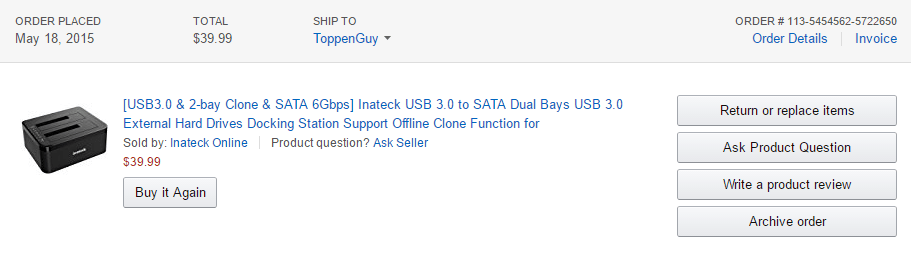 ORDER PLACED
May 18, 2015
TOTAL
$39.99
SHIP TO
ToppenGuy
ORDER # 113-5454562-5722650
Order Details
Invoice
[USB3.0 & 2-bay Clone & SATA 6Gbps] Inateck USB 3.0 to SATA Dual Bays USB 3.0
External Hard Drives Docking Station Support Offline Clone Function for
Sold by: Inateck Online
Product question? Ask Seller
$39.99
Buy it Again
Return or replace items
Ask Product Question
Write a product review
Archive order